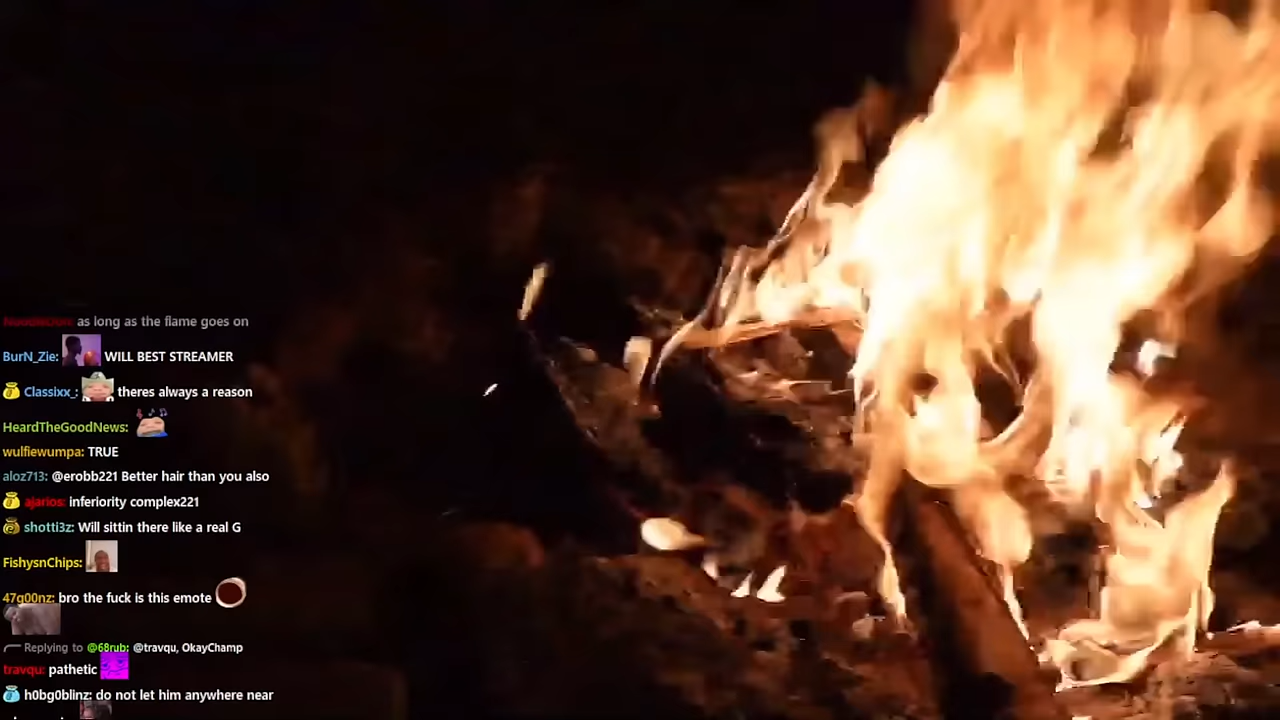 as long as the flame goes on
BurN_Zie: WILL BEST STREAMER
Classixx_: theres always a reason
HeardTheGoodNews:
wulfiewumpa: TRUE
aloz713: @erobb221 Better hair than you also
ajarios: inferiority complex221
shotti3z: Will sittin there like a real G
FishysnChips:
47g00nz: bro the fuck is this emote
Replying to @68rub: @travqu, OkayChamp
travqu: pathetic
h0bg0blinz: do not let him anywhere near